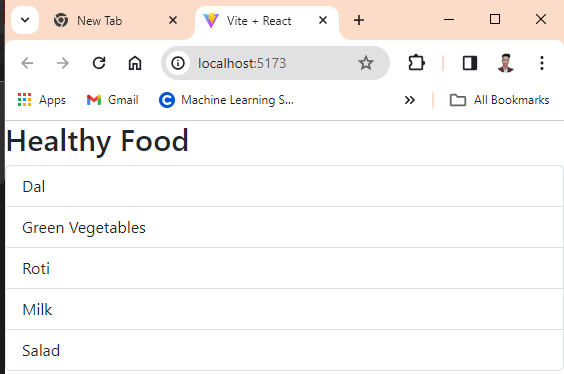 New Tab
Vite + React
localhost:5173
Apps
Gmail
Machine Learning S...
All Bookmarks
Healthy Food
Dal
Green Vegetables
Roti
Milk
Salad